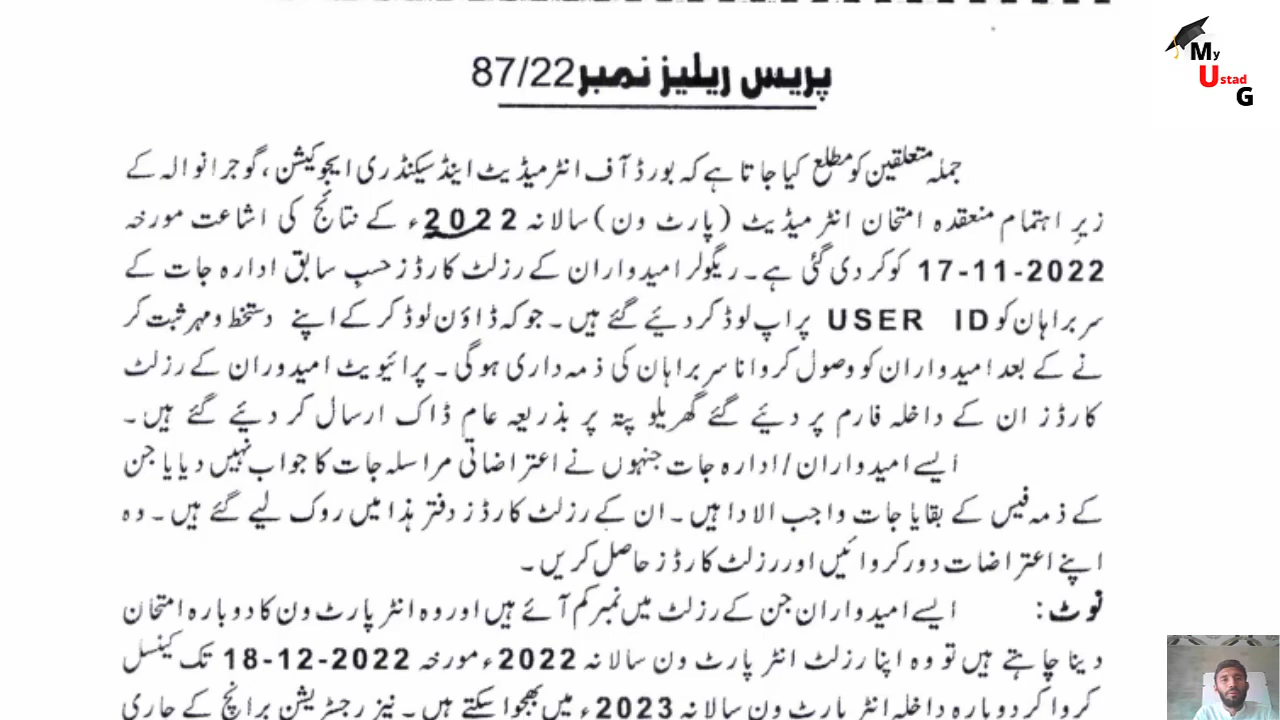 پریس ریلیز نمبر87/22
My
Ustad
G
جملہ متعلقین کو مطلع کیا جاتا ہے کہ بورڈ آف انٹرمیڈیٹ اینڈ سیکنڈری ایجوکیشن، گوجرانوالہ کے
زیر اہتمام منعقدہ امتحان انٹرمیڈیٹ (پارٹ ون) سالانہ 2022ء کے نتائج کی اشاعت مورخہ
17-11-2022 کو کر دی گئی ہے۔ ریگولر امیدواران کے رزلٹ کارڈز حسبِ سابق ادارہ جات کے
سربراہان کو USER ID پر اپ لوڈ کر دیئے گئے ہیں۔ جو کہ ڈاؤن لوڈ کر کے اپنے دستخط و مہر ثبت کر
نے کے بعد امیدواران کو وصول کروانا سربراہان کی ذمہ داری ہوگی۔ پرائیویٹ امیدوران کے رزلٹ
کارڈز ان کے داخلہ فارم پر دیئے گئے گھریلو پتہ پر بذریعہ عام ڈاک ارسال کر دیئے گئے ہیں۔
ایسے امیدواران/ادارہ جات جنہوں نے اعتراضاتی مراسلہ جات کا جواب نہیں دیا یا جن
کے ذمہ فیس کے بقایا جات واجب الادا ہیں۔ ان کے رزلٹ کارڈز دفتر ہذا میں روک لیے گئے ہیں۔ وہ
اپنے اعتراضات دور کروائیں اور رزلٹ کارڈز حاصل کریں۔
نوٹ: ایسے امیدواران جن کے رزلٹ میں نمبر کم آئے ہیں اور وہ انٹر پارٹ ون کا دوبارہ امتحان
دینا چاہتے ہیں تو وہ اپنا رزلٹ انٹر پارٹ ون سالانہ 2022ء مورخہ 18-12-2022 تک کینسل
کروا کر دوبارہ داخلہ انٹر پارٹ ون سالانہ 2023ء میں بھجوا سکتے ہیں۔ نیز رجسٹریشن برانچ کے جاری